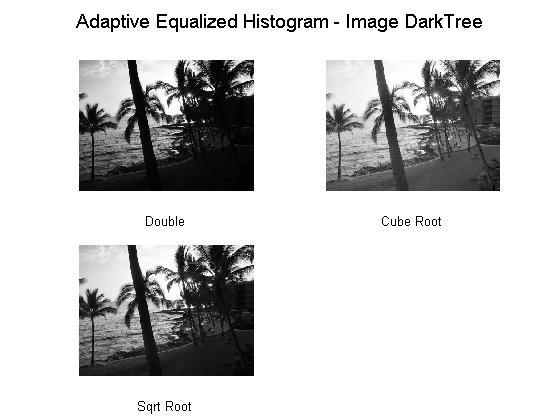 Adaptive Equalized Histogram - Image DarkTree
Double
Cube Root
Sqrt Root